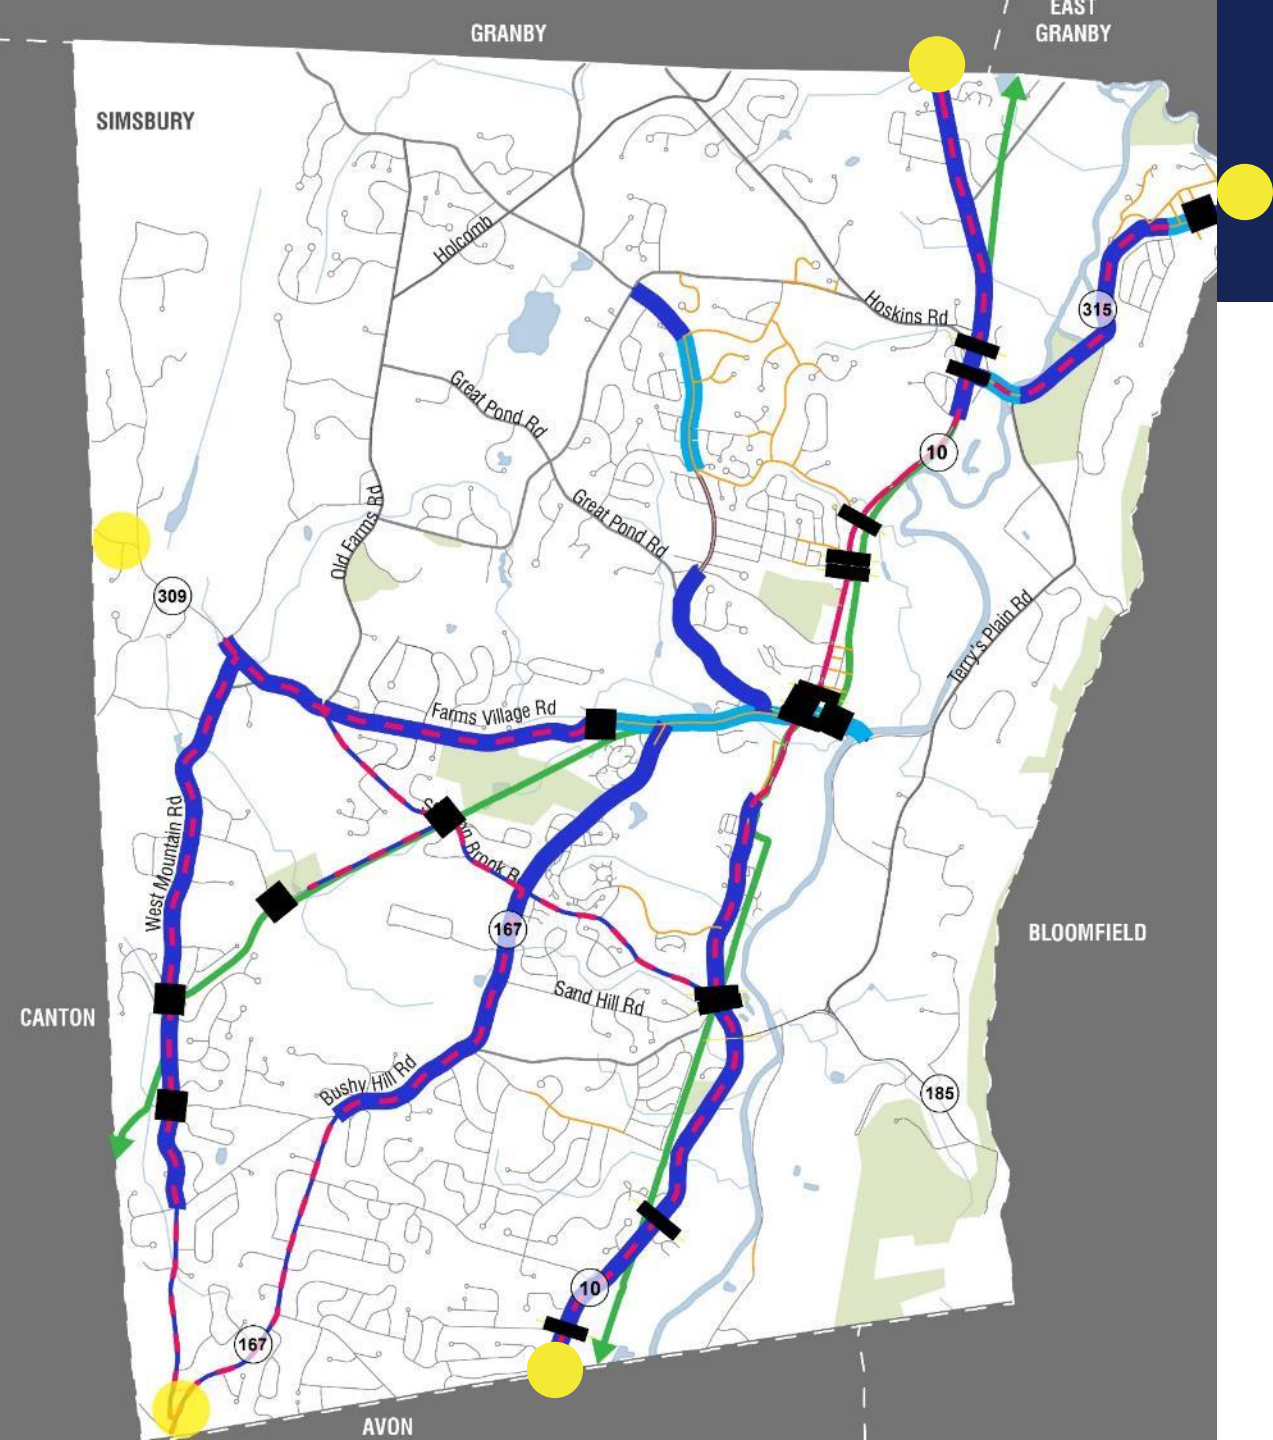 EAST
GRANBY
GRANBY
SIMSBURY
Holcomb
Hoskins Rd
315
Great Pond Rd
10
Great Pond Rd
Old Farms Rd
309
Terry's Plain Rd
Farms Village Rd
West Mountain Rd
Brook
167
BLOOMFIELD
Sand Hill Rd
CANTON
Bushy Hill Rd
185
10
167
AVON